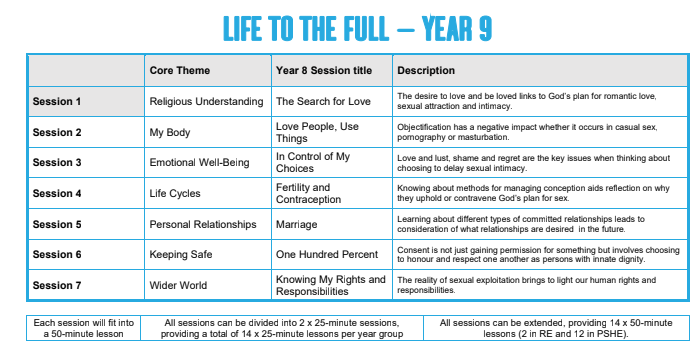 LIFE TO THE FULL – YEAR 9
Core Theme Year 8 Session title Description
Session 1 Religious Understanding The Search for Love The desire to love and be loved links to God's plan for romantic love,
sexual attraction and intimacy.
Session 2 My Body Love People, Use
Things Objectification has a negative impact whether it occurs in casual sex,
pornography or masturbation.
Session 3 Emotional Well-Being In Control of My
Choices Love and lust, shame and regret are the key issues when thinking about
choosing to delay sexual intimacy.
Session 4 Life Cycles Fertility and
Contraception Knowing about methods for managing conception aids reflection on why
they uphold or contravene God's plan for sex.
Session 5 Personal Relationships Marriage Learning about different types of committed relationships leads to
consideration of what relationships are desired in the future.
Session 6 Keeping Safe One Hundred Percent Consent is not just gaining permission for something but involves choosing
to honour and respect one another as persons with innate dignity.
Session 7 Wider World Knowing My Rights and
Responsibilities The reality of sexual exploitation brings to light our human rights and
responsibilities.
Each session will fit into
a 50-minute lesson
All sessions can be divided into 2 x 25-minute sessions,
providing a total of 14 x 25-minute lessons per year group
All sessions can be extended, providing 14 x 50-minute
lessons (2 in RE and 12 in PSHE).